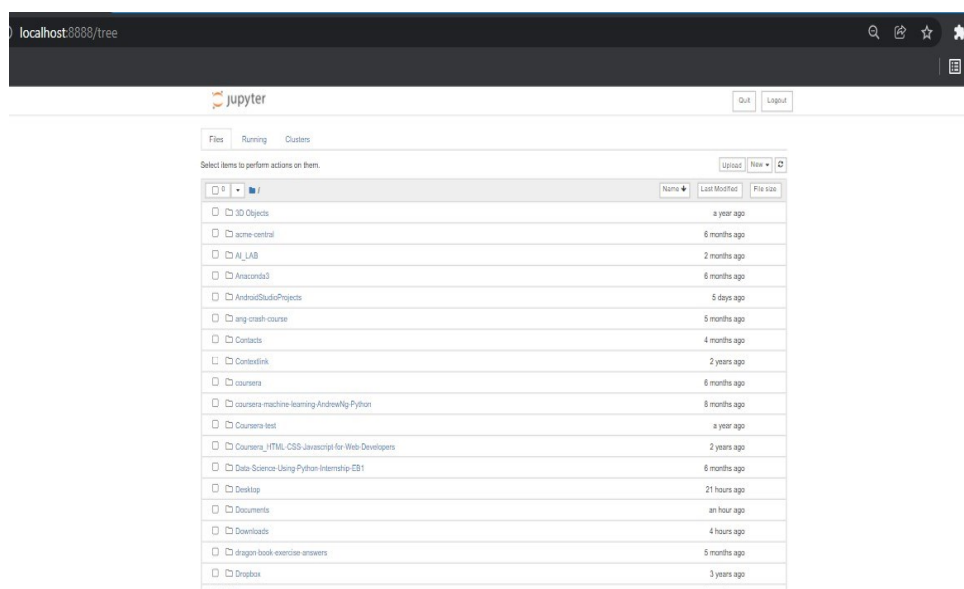 localhost:8888/tree
jupyter
Quit Logout
Files Running Clusters
Select items to perform actions on them.
Upload New
0 / Name Last Modified File size
3D Objects a year ago
acme-central 6 months ago
AI_LAB 2 months ago
Anaconda3 6 months ago
AndroidStudioProjects 5 days ago
ang-crash-course 5 months ago
Contacts 4 months ago
Contextlink 2 years ago
coursera 6 months ago
coursera-machine-learning-AndrewNg-Python 8 months ago
Coursera-test a year ago
Coursera_HTML-CSS-Javascript-for-Web-Developers 2 years ago
Data-Science-Using-Python-Internship-EB1 6 months ago
Desktop 21 hours ago
Documents an hour ago
Downloads 4 hours ago
dragon-book-exercise-answers 5 months ago
Dropbox 3 years ago